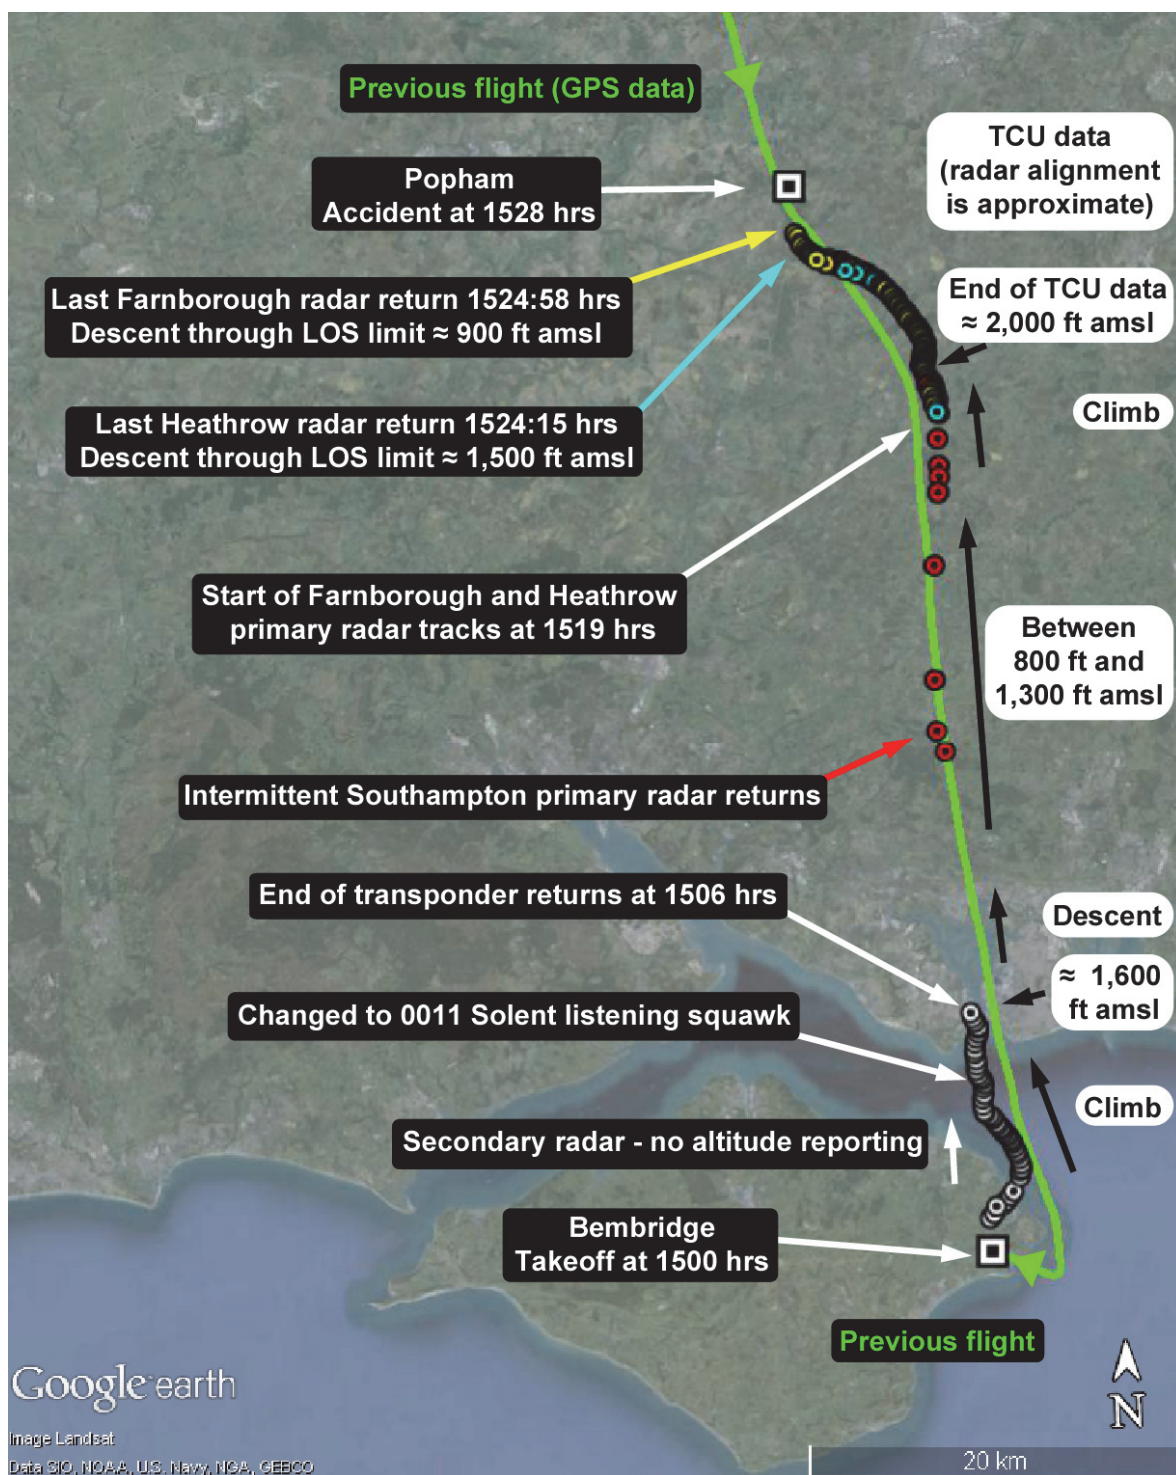 Previous flight (GPS data)
TCU data
(radar alignment
is approximate)
Popham
Accident at 1528 hrs
Last Farnborough radar return 1524:58 hrs
Descent through LOS limit ≈ 900 ft amsl
End of TCU data
≈ 2,000 ft amsl
Climb
Last Heathrow radar return 1524:15 hrs
Descent through LOS limit ≈ 1,500 ft amsl
Start of Farnborough and Heathrow
primary radar tracks at 1519 hrs
Between
800 ft and
1,300 ft amsl
Intermittent Southampton primary radar returns
End of transponder returns at 1506 hrs
Descent
≈ 1,600
ft amsl
Changed to 0011 Solent listening squawk
Climb
Secondary radar - no altitude reporting
Bembridge
Takeoff at 1500 hrs
Previous flight
Google earth
N
Image Landsat
Data SIO, NOAA, U.S. Navy, NGA, GEBCO
20 km